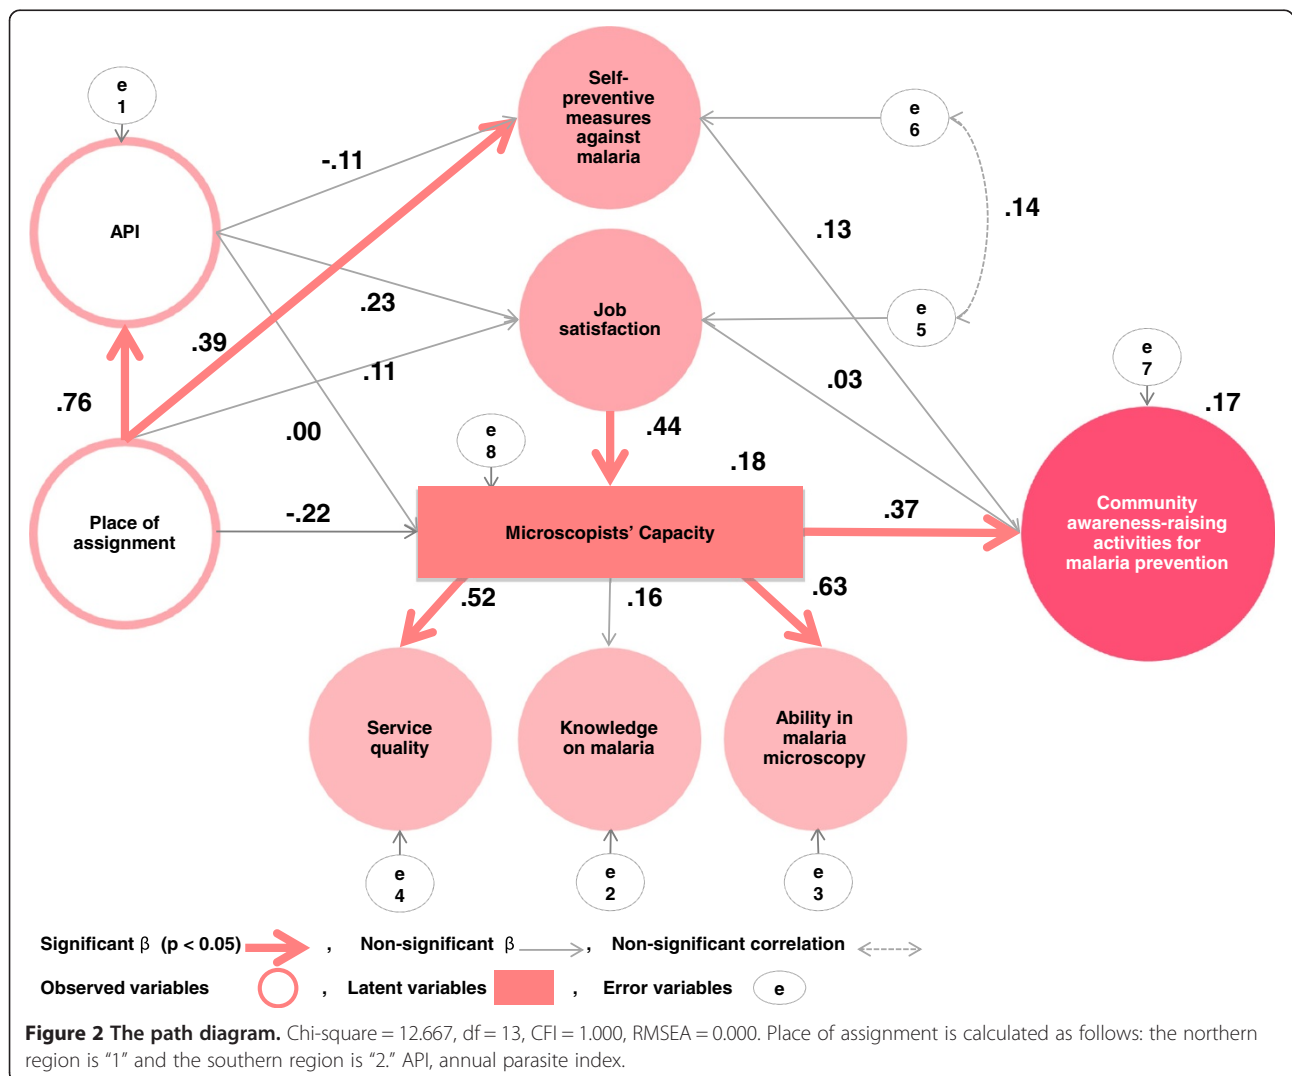 e
1
Self-
preventive
measures
against
malaria
e
6
-.11
API
.13
.14
.23
Job
satisfaction
e
5
.39
.11
.03
e
7
.76
.00
.44
.17
e
8
.18
Place of
assignment
-.22
Microscopists’ Capacity
.37
Community
awareness-raising
activities for
malaria prevention
.52
.16
.63
Service
quality
Knowledge
on malaria
Ability in
malaria
microscopy
e
4
e
2
e
3
Significant β (p < 0.05) , Non-significant β , Non-significant correlation
Observed variables , Latent variables , Error variables e
Figure 2 The path diagram. Chi-square = 12.667, df = 13, CFI = 1.000, RMSEA = 0.000. Place of assignment is calculated as follows: the northern
region is “1” and the southern region is “2.” API, annual parasite index.